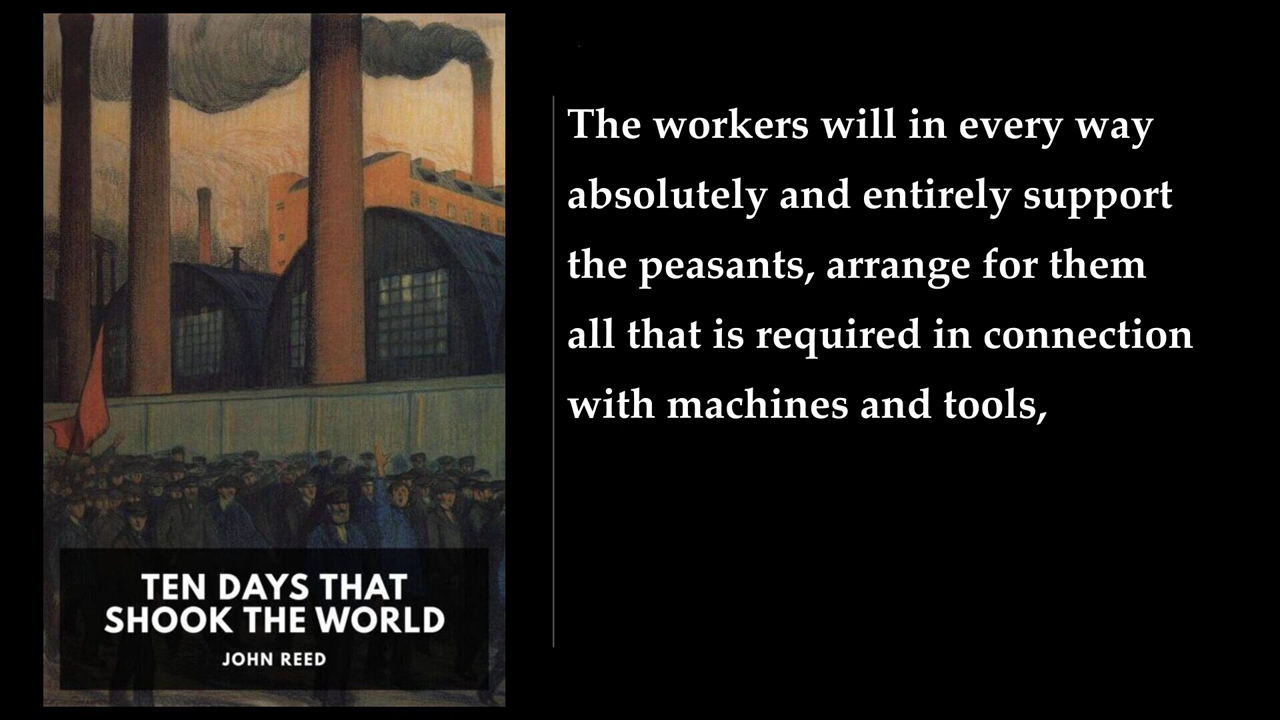 The workers will in every way
absolutely and entirely support
the peasants, arrange for them
all that is required in connection
with machines and tools,
TEN DAYS THAT
SHOOK THE WORLD
JOHN REED